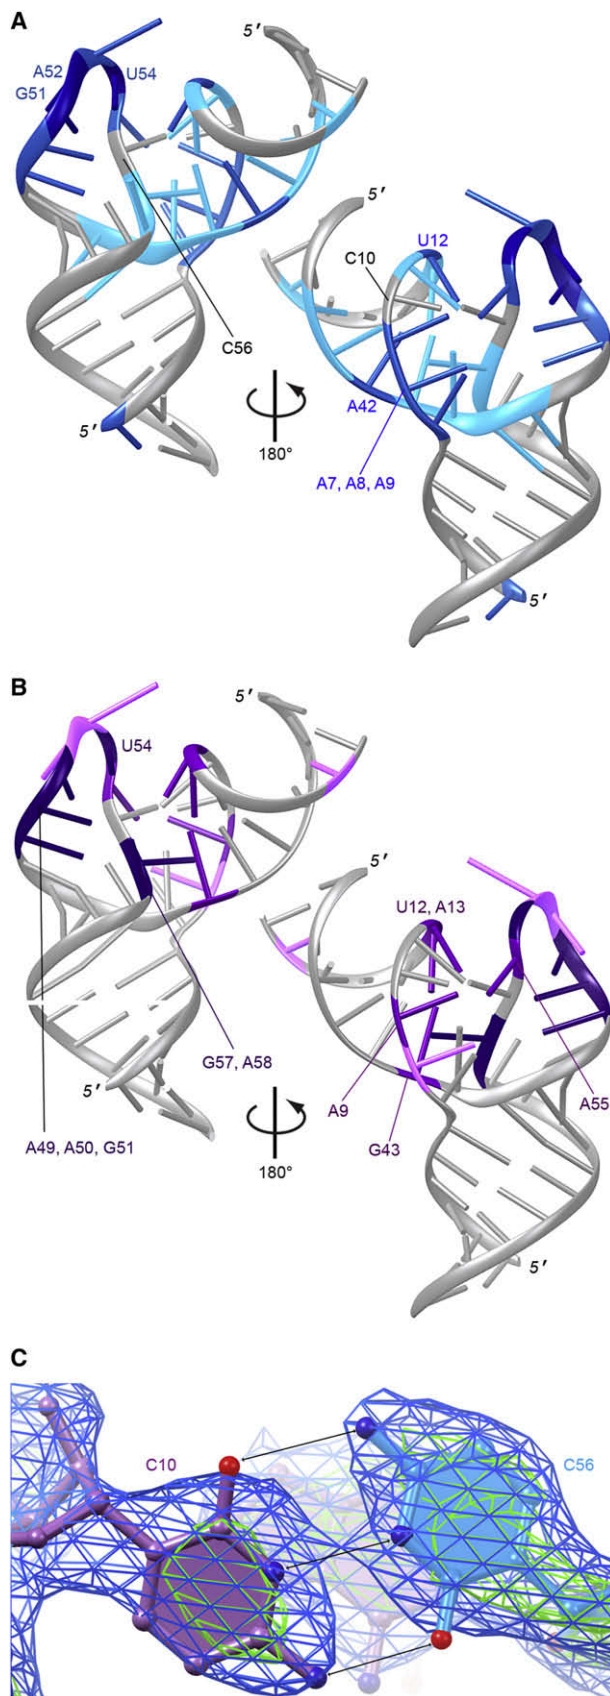 A
5′
A52
U54
G51
5′
U12
C10
C56
A42
5′
180°
A7, A8, A9
5′
B
5′
U54
5′
U12, A13
G57, A58
5′
A9
A55
A49, A50, G51
G43
180°
5′
C
C10
C56